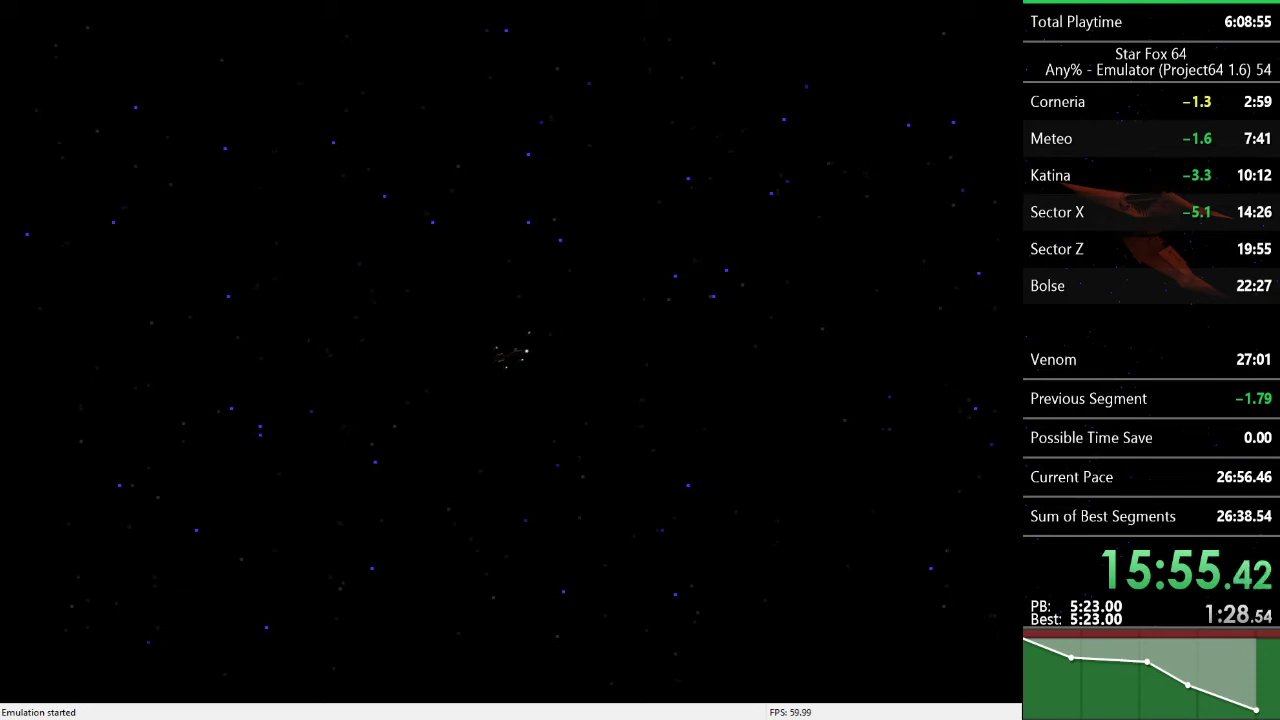 Total Playtime 6:08:55
Star Fox 64
Any% - Emulator (Project64 1.6) 54
Corneria −1.3 2:59
Meteo −1.6 7:41
Katina −3.3 10:12
Sector X −5.1 14:26
Sector Z 19:55
Bolse 22:27
Venom 27:01
Previous Segment −1.79
Possible Time Save 0.00
Current Pace 26:56.46
Sum of Best Segments 26:38.54
15:55.42
PB: 5:23.00 1:28.54
Best: 5:23.00
Emulation started FPS: 59.99